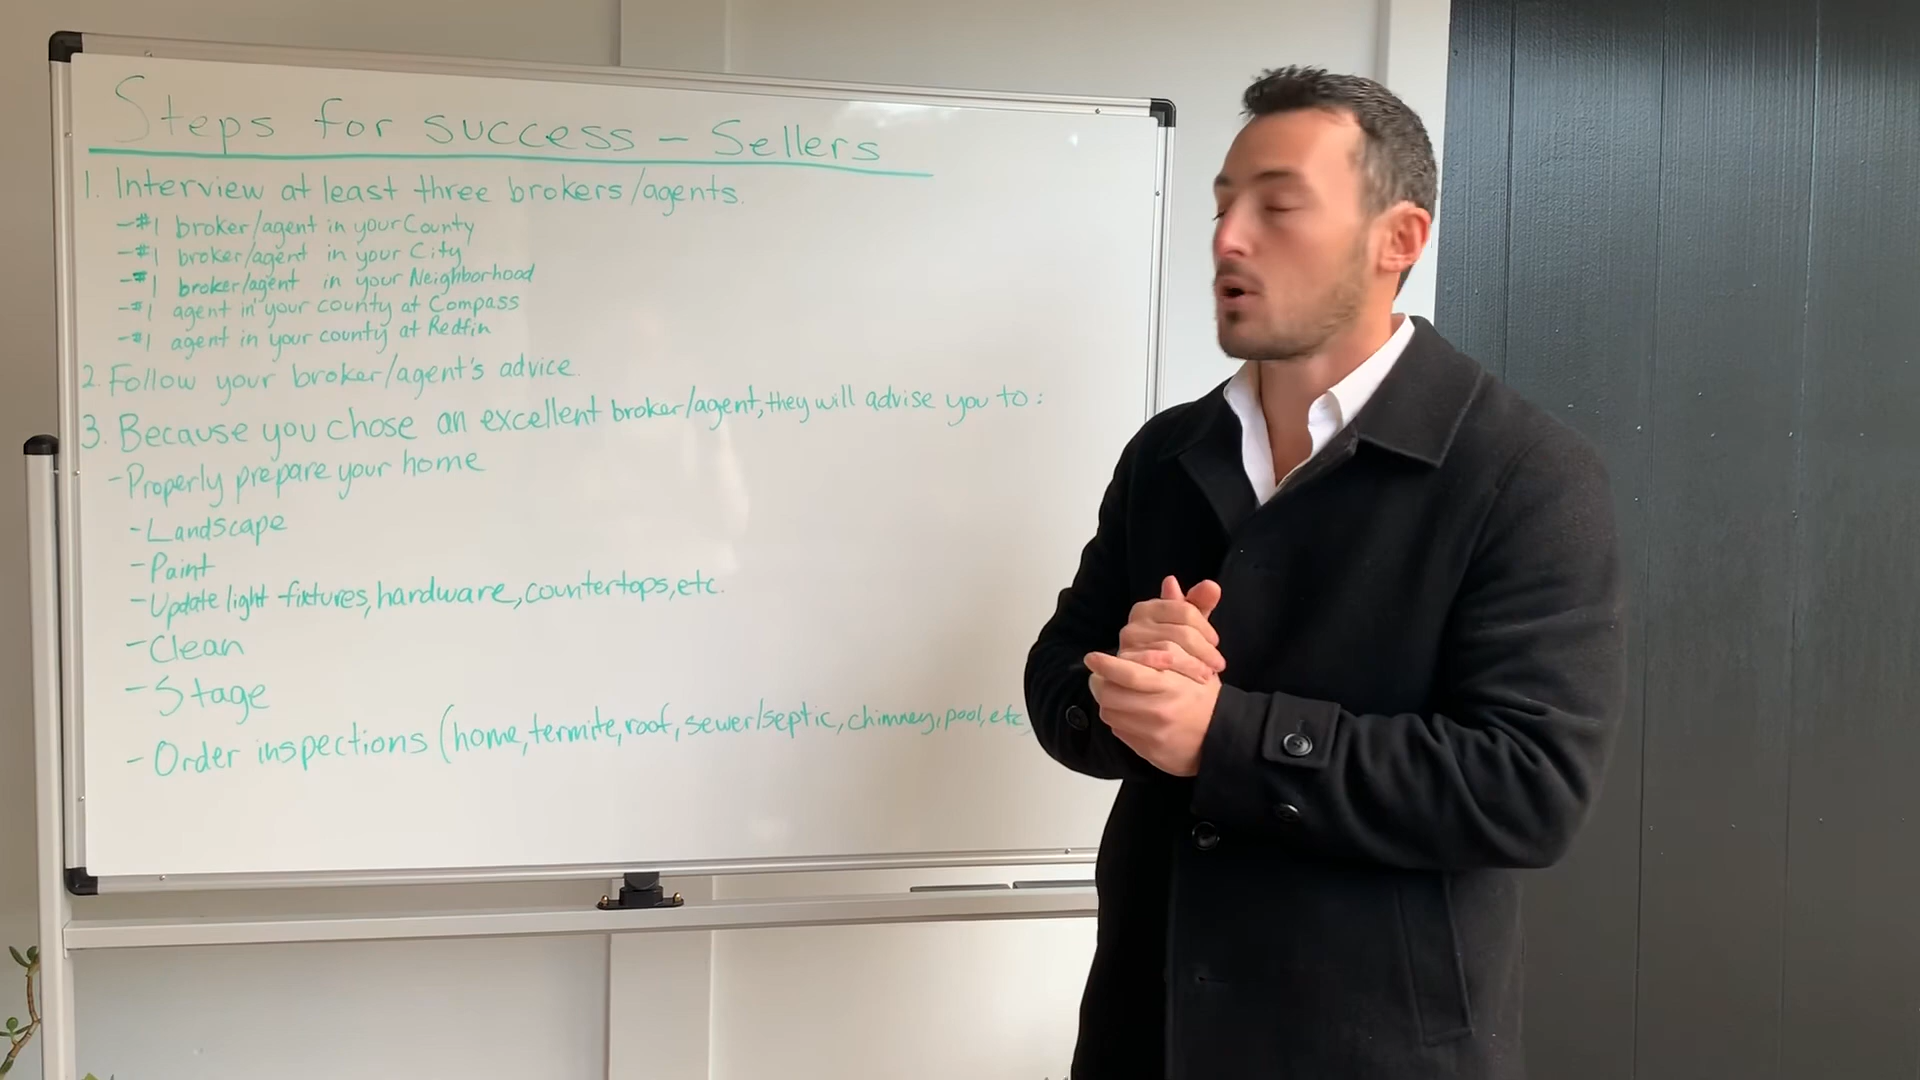 Steps for success - Sellers
1. Interview at least three brokers/agents.
-#1 broker/agent in your County
-#1 broker/agent in your City
-#1 broker/agent in your Neighborhood
-#1 agent in your county at Compass
-#1 agent in your county at Redfin
2. Follow your broker/agent's advice.
3. Because you chose an excellent broker/agent, they will advise you to:
-Properly prepare your home
-Landscape
-Paint
-Update light fixtures, hardware, countertops, etc.
-Clean
-Stage
-Order inspections (home, termite, roof, sewer/septic, chimney, pool, etc)